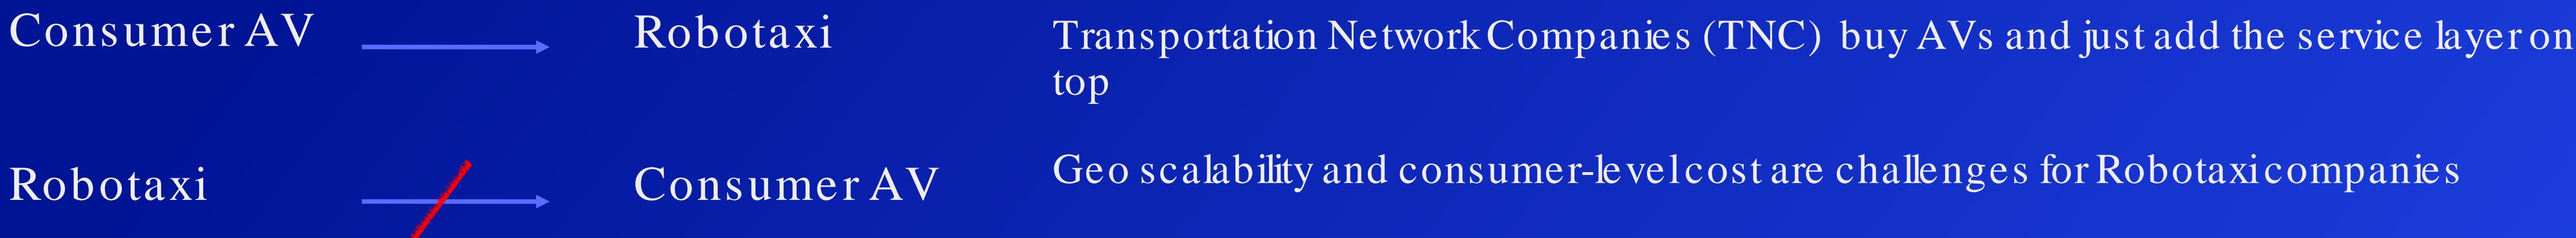 Consumer AV
Robotaxi
Transportation Network Companies (TNC) buy AVs and just add the service layer on
top
Robotaxi
Consumer AV
Geo scalability and consumer-level cost are challenges for Robotaxi companies